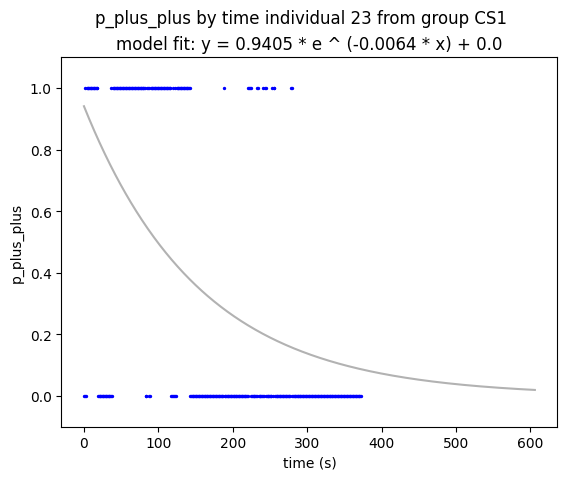 p_plus_plus by time individual 23 from group CS1
model fit: y = 0.9405 * e ^ (-0.0064 * x) + 0.0
1.0
0.8
0.6
0.4
0.2
0.0
p_plus_plus
0 100 200 300 400 500 600
time (s)